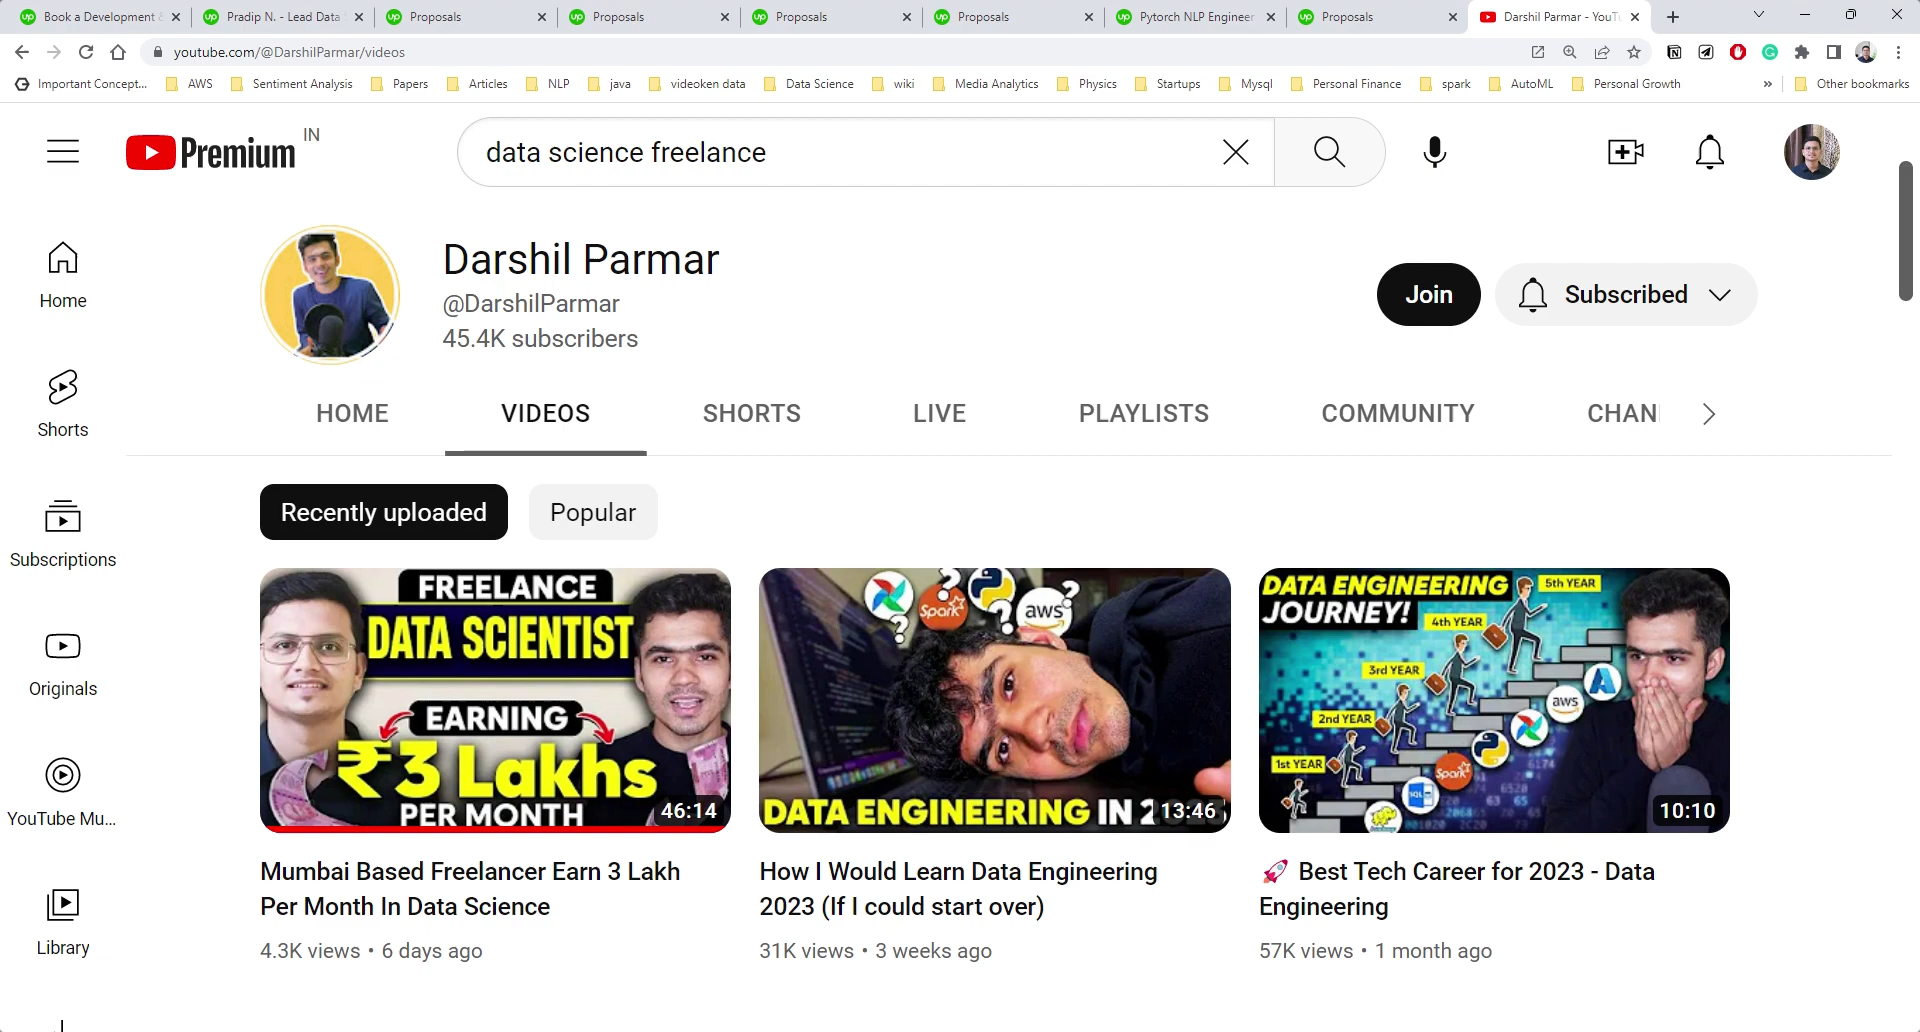 Book a Development
Pradip N. - Lead Data
Proposals
Proposals
Proposals
Proposals
Pytorch NLP Engineer
Proposals
Darshil Parmar - YouTu
youtube.com/@DarshilParmar/videos
Important Concept...
AWS
Sentiment Analysis
Papers
Articles
NLP
java
videoken data
Data Science
wiki
Media Analytics
Physics
Startups
Mysql
Personal Finance
spark
AutoML
Personal Growth
»
Other bookmarks
Premium
IN
data science freelance
Darshil Parmar
@DarshilParmar
45.4K subscribers
Join
Subscribed
Home
Shorts
Subscriptions
Originals
YouTube Mu...
Library
HOME
VIDEOS
SHORTS
LIVE
PLAYLISTS
COMMUNITY
CHAN
Recently uploaded
Popular
FREELANCE
DATA SCIENTIST
EARNING
₹3 Lakhs
PER MONTH
46:14
Mumbai Based Freelancer Earn 3 Lakh
Per Month In Data Science
4.3K views • 6 days ago
Spark
aws
DATA ENGINEERING IN 2
13:46
How I Would Learn Data Engineering
2023 (If I could start over)
31K views • 3 weeks ago
DATA ENGINEERING
JOURNEY!
5th YEAR
4th YEAR
3rd YEAR
2nd YEAR
1st YEAR
aws
Spark
SQL
10:10
🚀 Best Tech Career for 2023 - Data
Engineering
57K views • 1 month ago